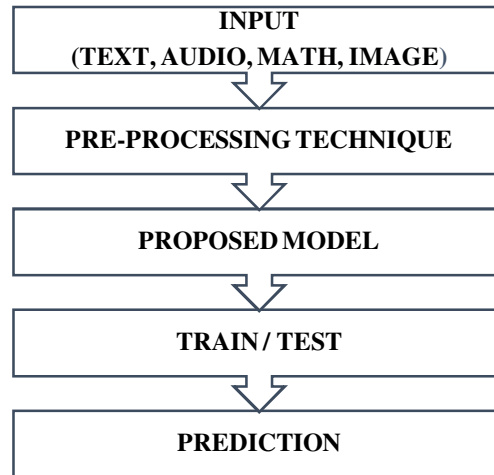 INPUT
(TEXT, AUDIO, MATH, IMAGE)
PRE-PROCESSING TECHNIQUE
PROPOSED MODEL
TRAIN / TEST
PREDICTION